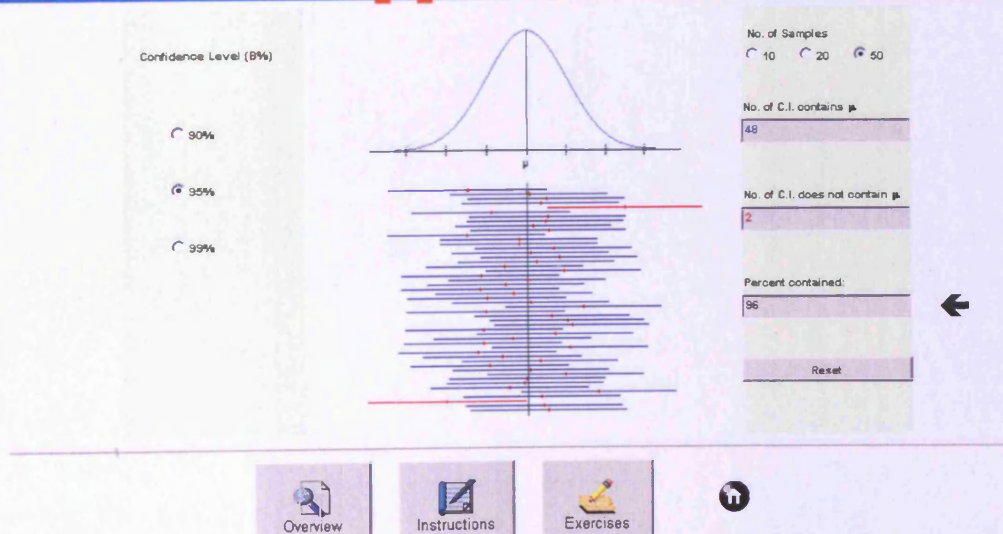 Confidence Level (B%)
90%
95%
99%
μ
No. of Samples
10 20 50
No. of C.I. contains μ
48
No. of C.I. does not contain μ
2
Percent contained:
96
Reset
Overview
Instructions
Exercises